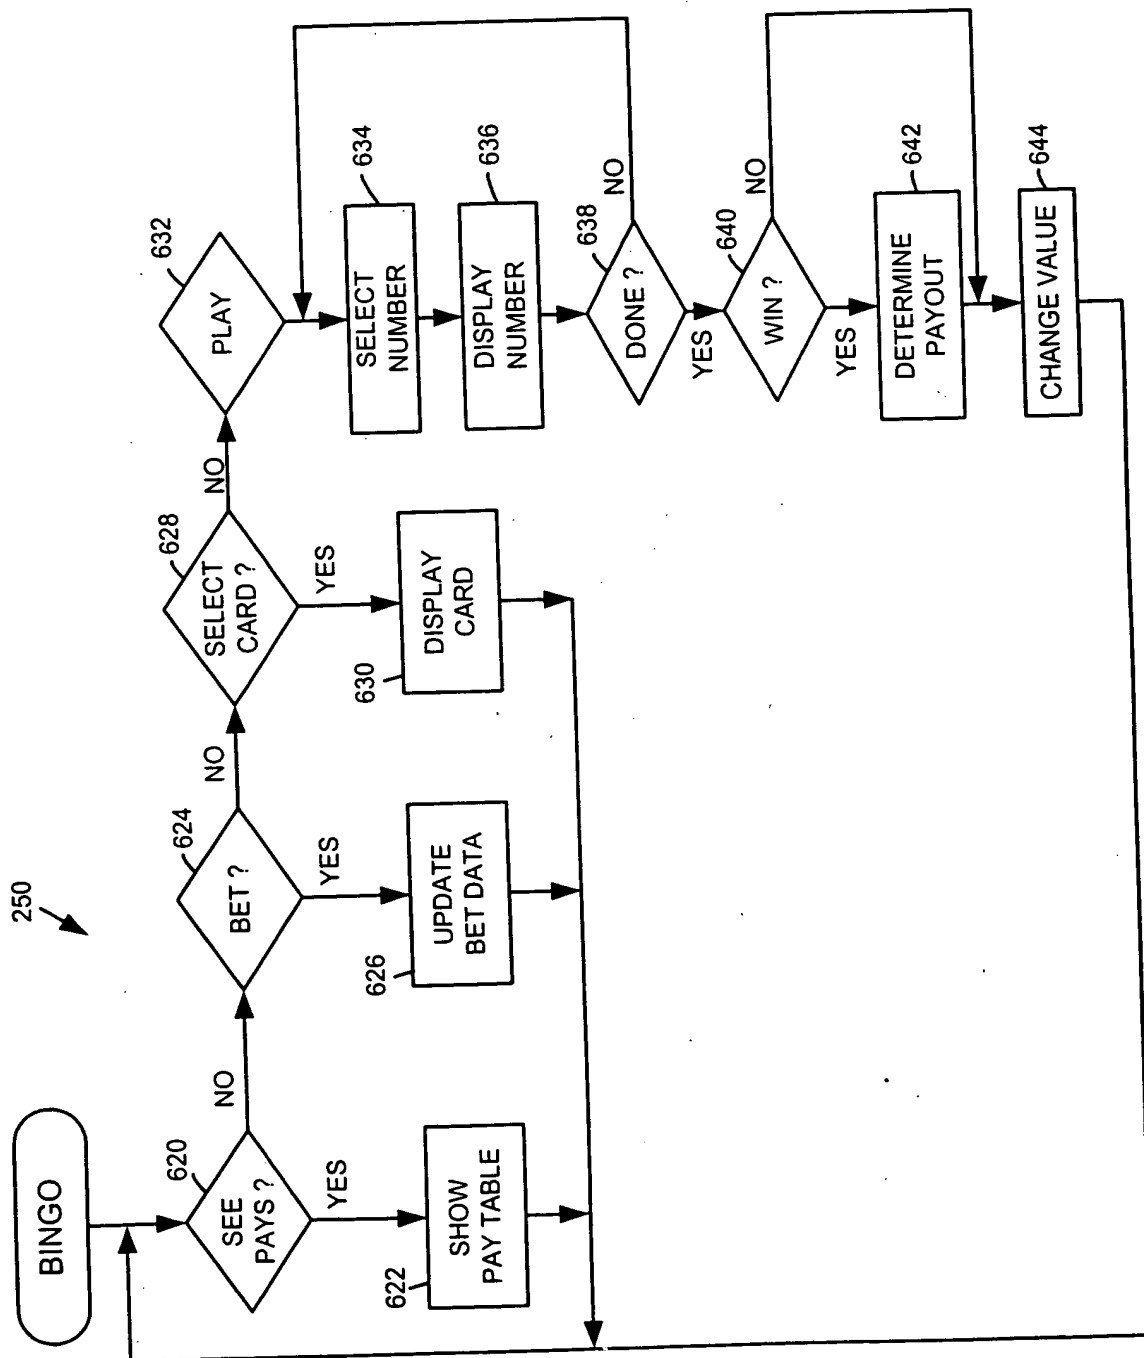 250
BINGO
620
SEE
PAYS ?
NO
YES
622
SHOW
PAY TABLE
624
BET ?
NO
YES
626
UPDATE
BET DATA
628
SELECT
CARD ?
NO
YES
630
DISPLAY
CARD
632
PLAY
634
SELECT
NUMBER
636
DISPLAY
NUMBER
638
DONE ?
NO
YES
640
WIN ?
NO
YES
642
DETERMINE
PAYOUT
644
CHANGE VALUE